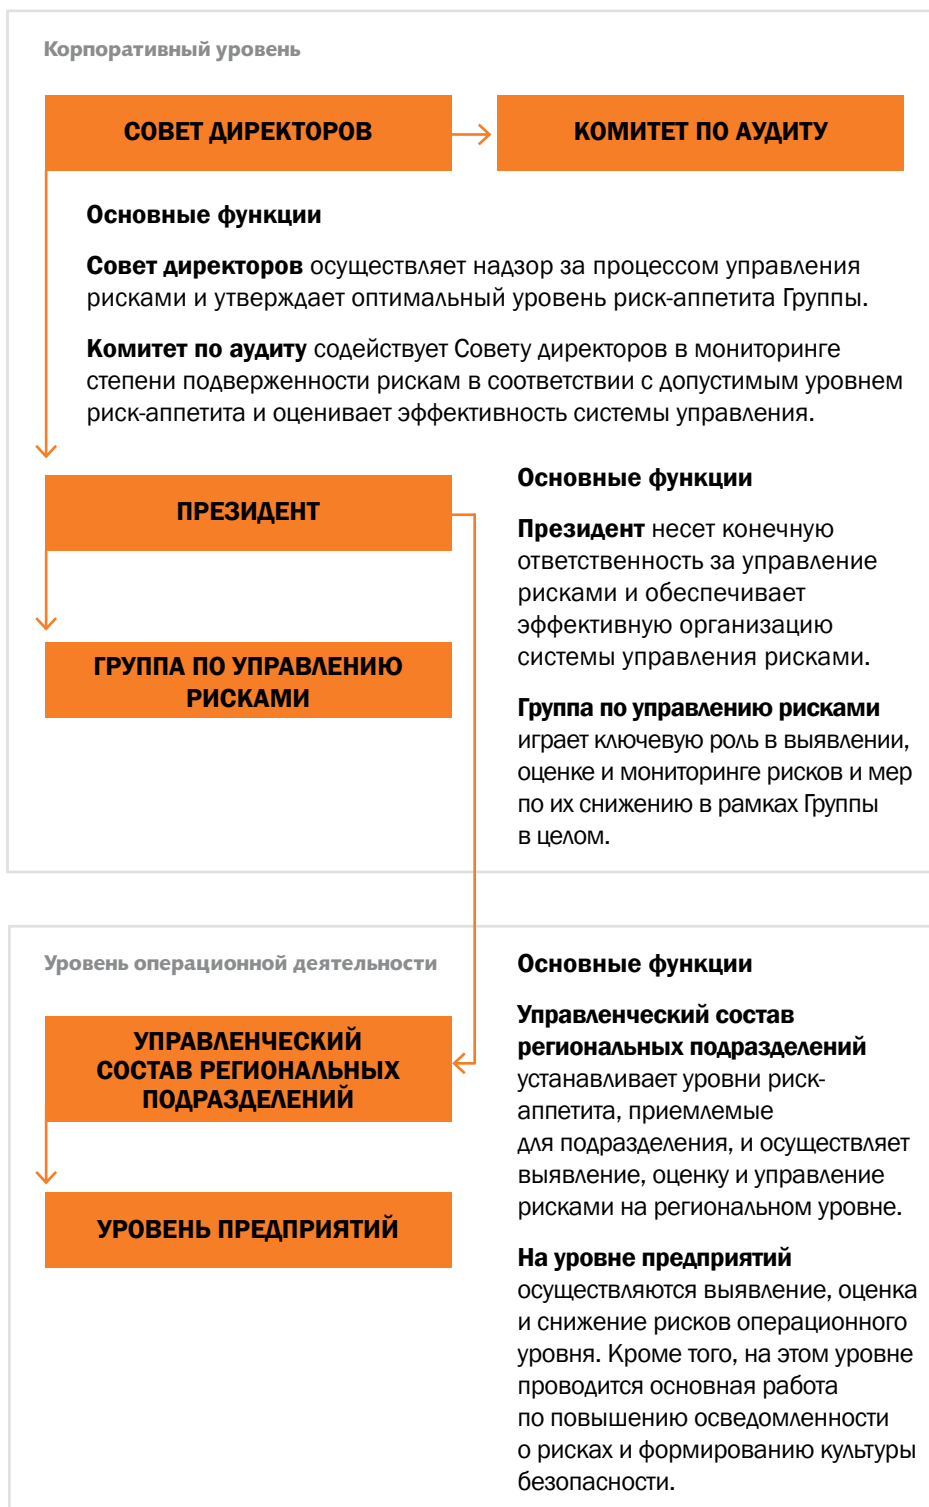 Корпоративный уровень
СОВЕТ ДИРЕКТОРОВ
КОМИТЕТ ПО АУДИТУ
Основные функции
Совет директоров осуществляет надзор за процессом управления
рисками и утверждает оптимальный уровень риск-аппетита Группы.
Комитет по аудиту содействует Совету директоров в мониторинге
степени подверженности рискам в соответствии с допустимым уровнем
риск-аппетита и оценивает эффективность системы управления.
ПРЕЗИДЕНТ
ГРУППА ПО УПРАВЛЕНИЮ
РИСКАМИ
Основные функции
Президент несет конечную
ответственность за управление
рисками и обеспечивает
эффективную организацию
системы управления рисками.
Группа по управлению рисками
играет ключевую роль в выявлении,
оценке и мониторинге рисков и мер
по их снижению в рамках Группы
в целом.
Уровень операционной деятельности
УПРАВЛЕНЧЕСКИЙ
СОСТАВ РЕГИОНАЛЬНЫХ
ПОДРАЗДЕЛЕНИЙ
УРОВЕНЬ ПРЕДПРИЯТИЙ
Основные функции
Управленческий состав
региональных подразделений
устанавливает уровни риск-
аппетита, приемлемые
для подразделения, и осуществляет
выявление, оценку и управление
рисками на региональном уровне.
На уровне предприятий
осуществляются выявление, оценка
и снижение рисков операционного
уровня. Кроме того, на этом уровне
проводится основная работа
по повышению осведомленности
о рисках и формированию культуры
безопасности.